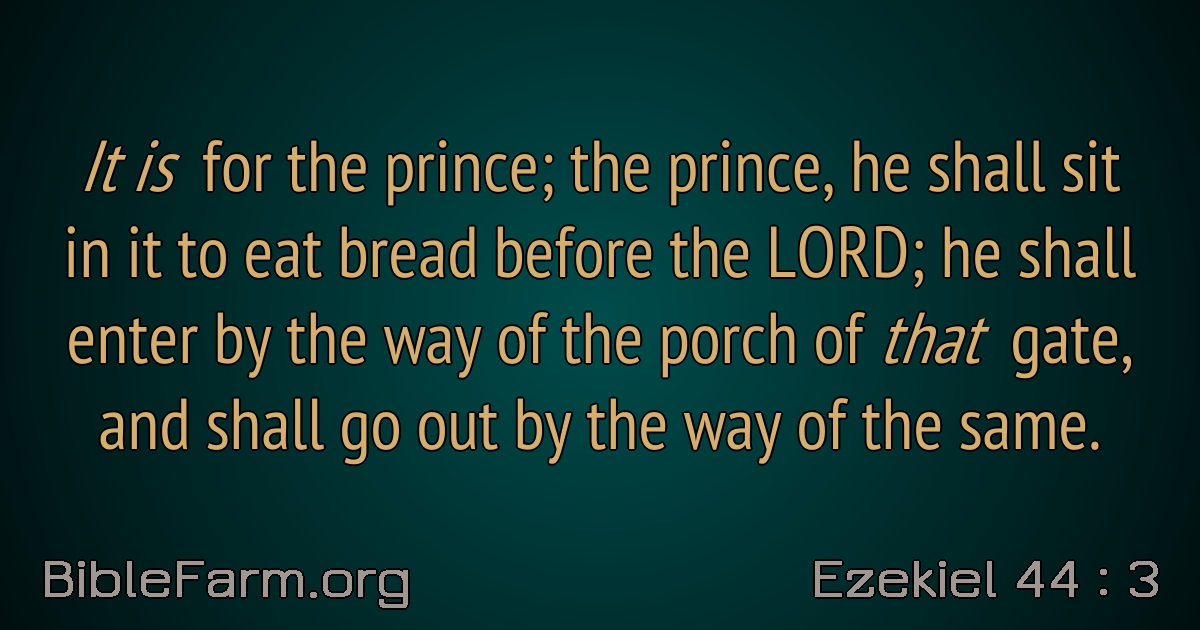 It is for the prince; the prince, he shall sit
in it to eat bread before the LORD; he shall
enter by the way of the porch of that gate,
and shall go out by the way of the same.
BibleFarm.org
Ezekiel 44 : 3